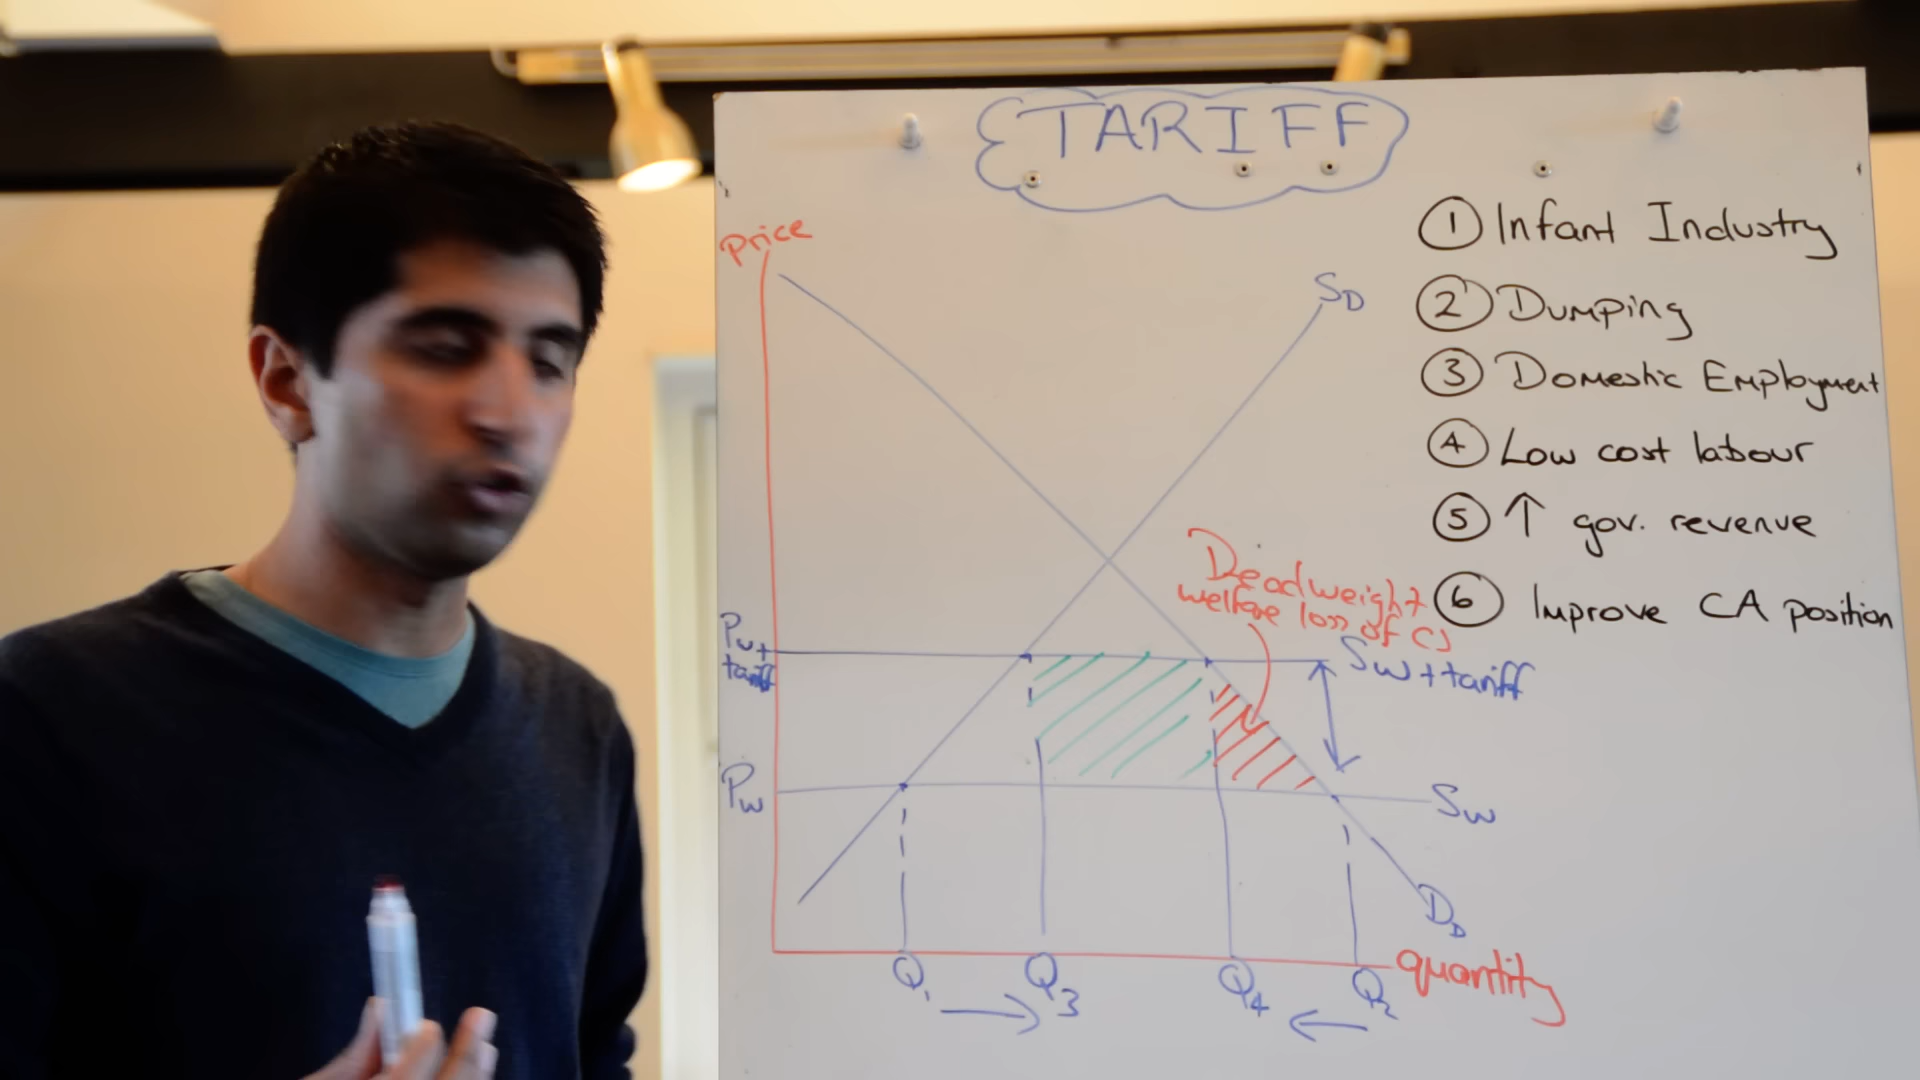 TARIFF
Price
SD
① Infant Industry
② Dumping
③ Domestic Employment
④ Low cost labour
⑤ ↑ gov. revenue
⑥ Improve CA position
Deadweight
welfare loss of CS
Pw+
tariff
Sw+tariff
Pw
Sw
DD
Q1
Q3
Q4
Q2
quantity